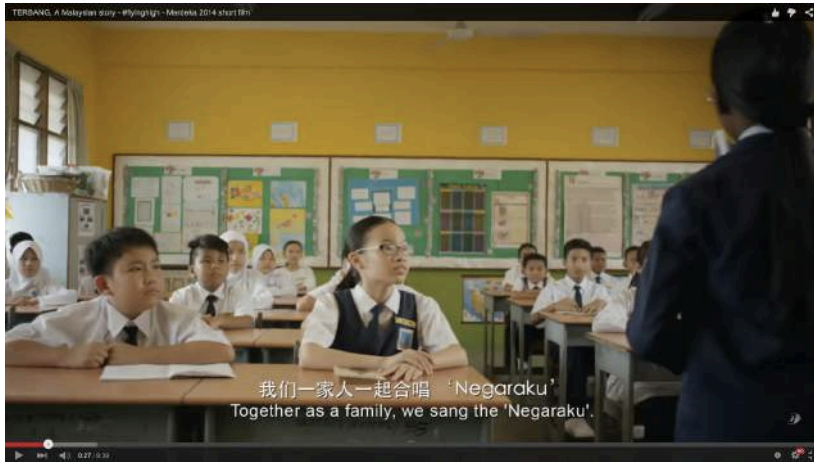 TERBANG, A Malaysian story - #flyinghigh - Merdeka 2014 short film
我们一家人一起合唱 ‘Negaraku’
Together as a family, we sang the 'Negaraku'.
0:27 / 9:39